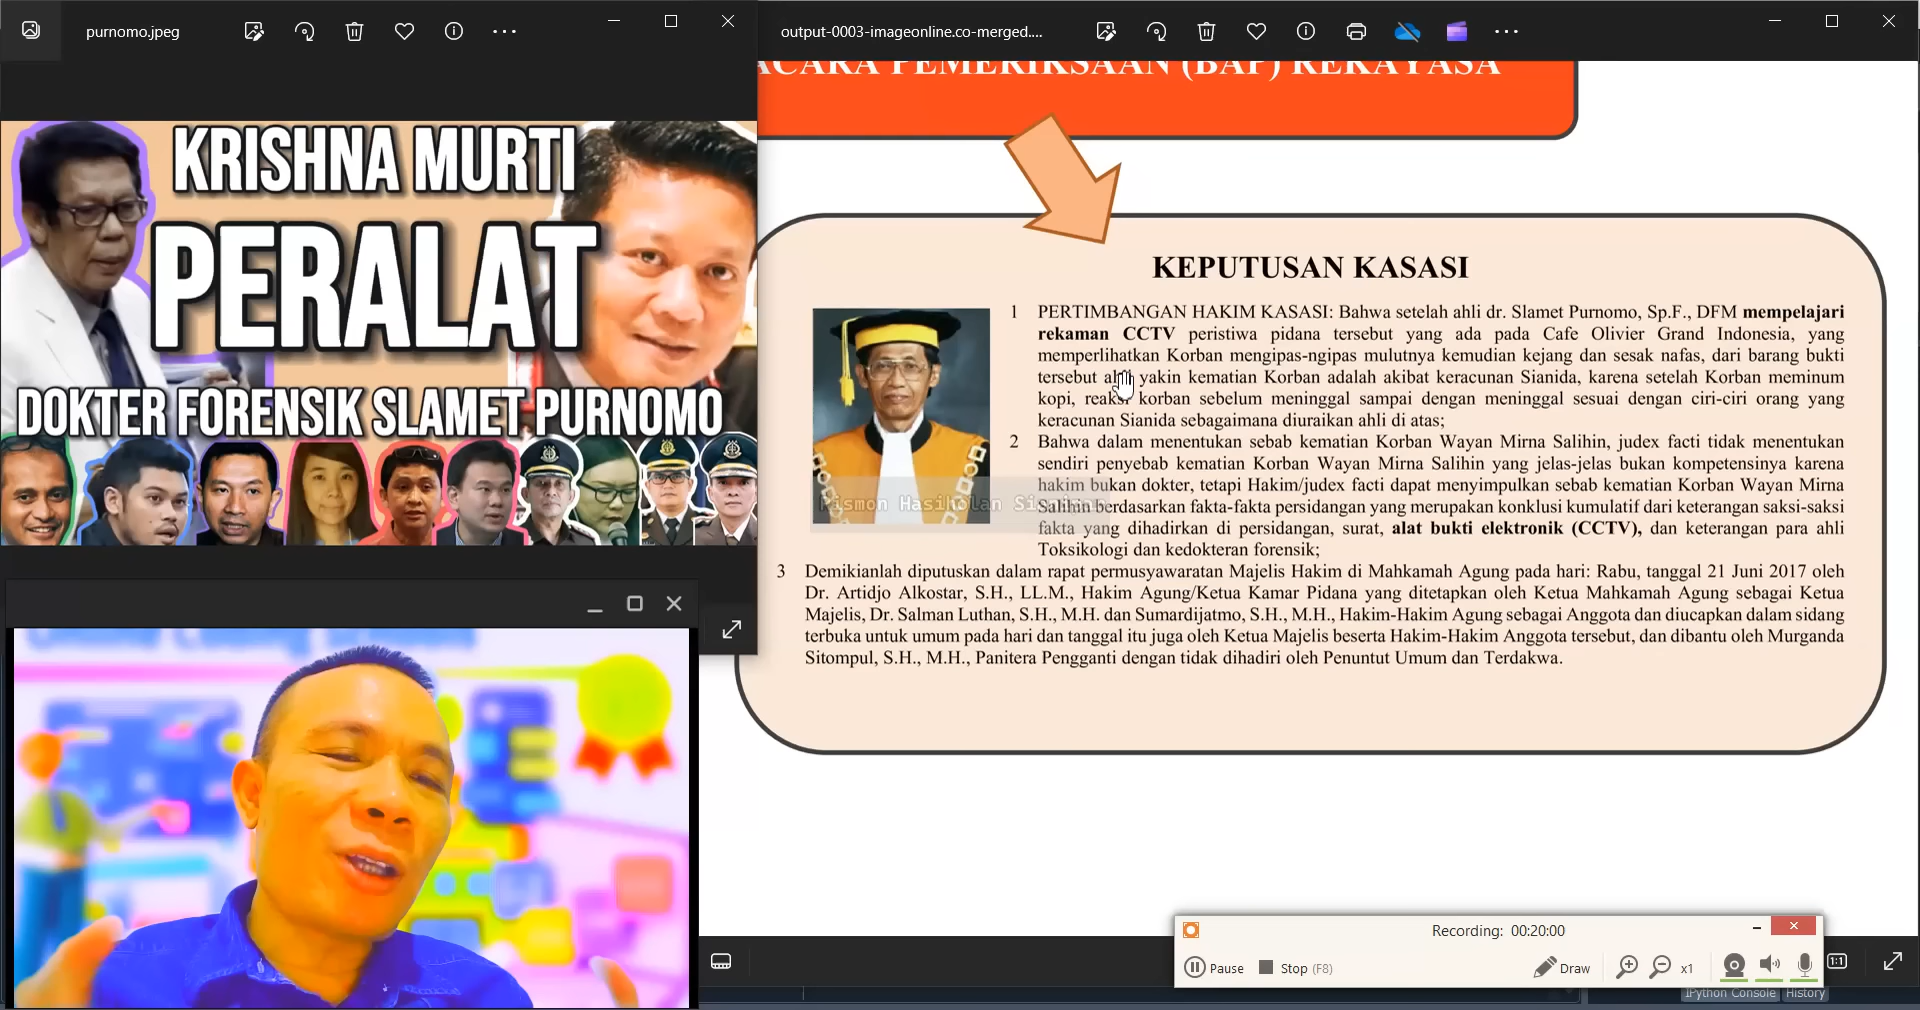 purnomo.jpeg
KRISHNA MURTI
PERALAT
DOKTER FORENSIK SLAMET PURNOMO
output-0003-imageonline.co-merged....
ACARA PEMERIKSAAN (BAP) REKAYASA
KEPUTUSAN KASASI
1 PERTIMBANGAN HAKIM KASASI: Bahwa setelah ahli dr. Slamet Purnomo, Sp.F., DFM mempelajari
rekaman CCTV peristiwa pidana tersebut yang ada pada Cafe Olivier Grand Indonesia, yang
memperlihatkan Korban mengipas-ngipas mulutnya kemudian kejang dan sesak nafas, dari barang bukti
tersebut yakin kematian Korban adalah akibat keracunan Sianida, karena setelah Korban meminum
kopi, reaksi korban sebelum meninggal sampai dengan meninggal sesuai dengan ciri-ciri orang yang
keracunan Sianida sebagaimana diuraikan ahli di atas;
2 Bahwa dalam menentukan sebab kematian Korban Wayan Mirna Salihin, judex facti tidak menentukan
sendiri penyebab kematian Korban Wayan Mirna Salihin yang jelas-jelas bukan kompetensinya karena
hakim bukan dokter, tetapi Hakim/judex facti dapat menyimpulkan sebab kematian Korban Wayan Mirna
Salihin berdasarkan fakta-fakta persidangan yang merupakan konklusi kumulatif dari keterangan saksi-saksi
fakta yang dihadirkan di persidangan, surat, alat bukti elektronik (CCTV), dan keterangan para ahli
Toksikologi dan kedokteran forensik;
3 Demikianlah diputuskan dalam rapat permusyawaratan Majelis Hakim di Mahkamah Agung pada hari: Rabu, tanggal 21 Juni 2017 oleh
Dr. Artidjo Alkostar, S.H., LL.M., Hakim Agung/Ketua Kamar Pidana yang ditetapkan oleh Ketua Mahkamah Agung sebagai Ketua
Majelis, Dr. Salman Luthan, S.H., M.H. dan Sumardijatmo, S.H., M.H., Hakim-Hakim Agung sebagai Anggota dan diucapkan dalam sidang
terbuka untuk umum pada hari dan tanggal itu juga oleh Ketua Majelis beserta Hakim-Hakim Anggota tersebut, dan dibantu oleh Murganda
Sitompul, S.H., M.H., Panitera Pengganti dengan tidak dihadiri oleh Penuntut Umum dan Terdakwa.
Rismon Hasiholan
Recording: 00:20:00
Pause Stop (F8) Draw x1
1:1
IPython Console History